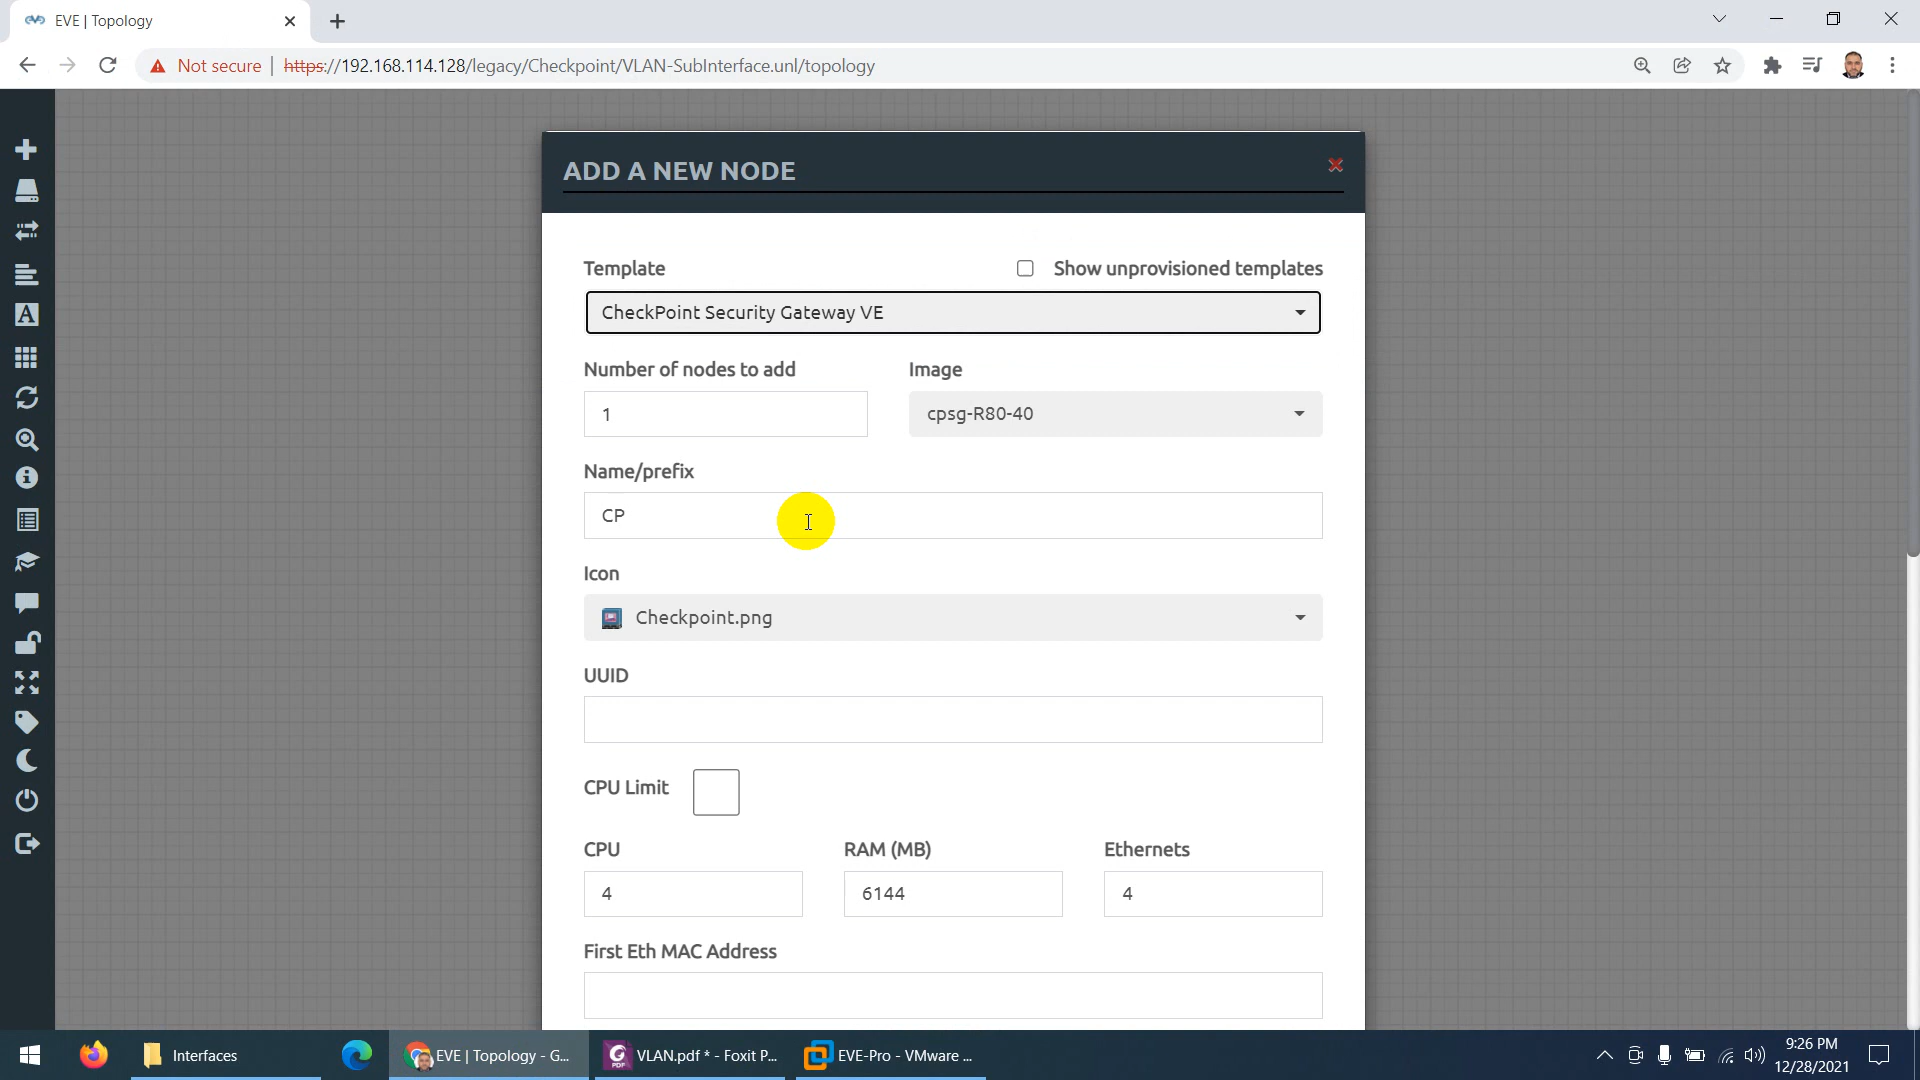 EVE | Topology
Not secure | https://192.168.114.128/legacy/Checkpoint/VLAN-SubInterface.unl/topology
ADD A NEW NODE
Template
Show unprovisioned templates
CheckPoint Security Gateway VE
Number of nodes to add
Image
1
cpsg-R80-40
Name/prefix
CP
Icon
Checkpoint.png
UUID
CPU Limit
CPU
RAM (MB)
Ethernets
4
6144
4
First Eth MAC Address
Interfaces
EVE | Topology - G...
VLAN.pdf * - Foxit P...
EVE-Pro - VMware ...
9:26 PM
12/28/2021